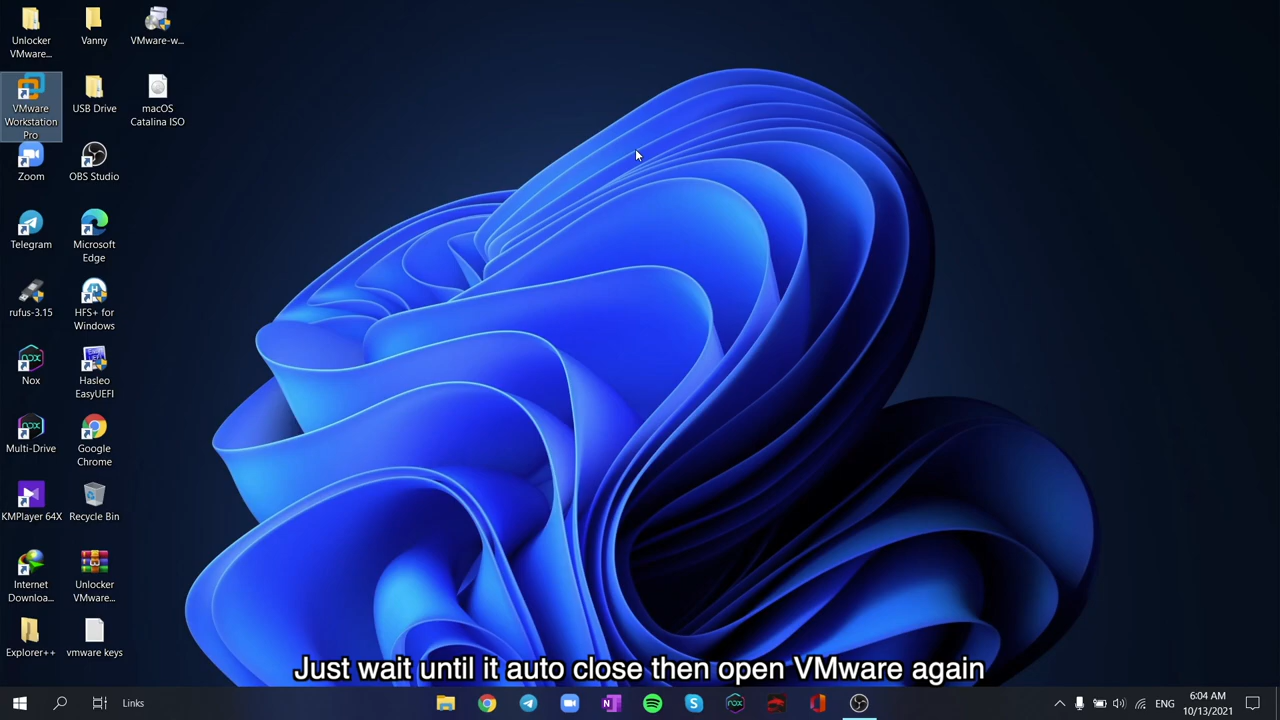 Unlocker
VMware...
Vanny
VMware-w...
VMware
Workstation
Pro
USB Drive
macOS
Catalina ISO
Zoom
OBS Studio
Telegram
Microsoft
Edge
rufus-3.15
HFS+ for
Windows
Nox
Hasleo
EasyUEFI
Multi-Drive
Google
Chrome
KMPlayer 64X
Recycle Bin
Internet
Downloa...
Unlocker
VMware...
Explorer++
vmware keys
Just wait until it auto close then open VMware again
Links
ENG
6:04 AM
10/13/2021